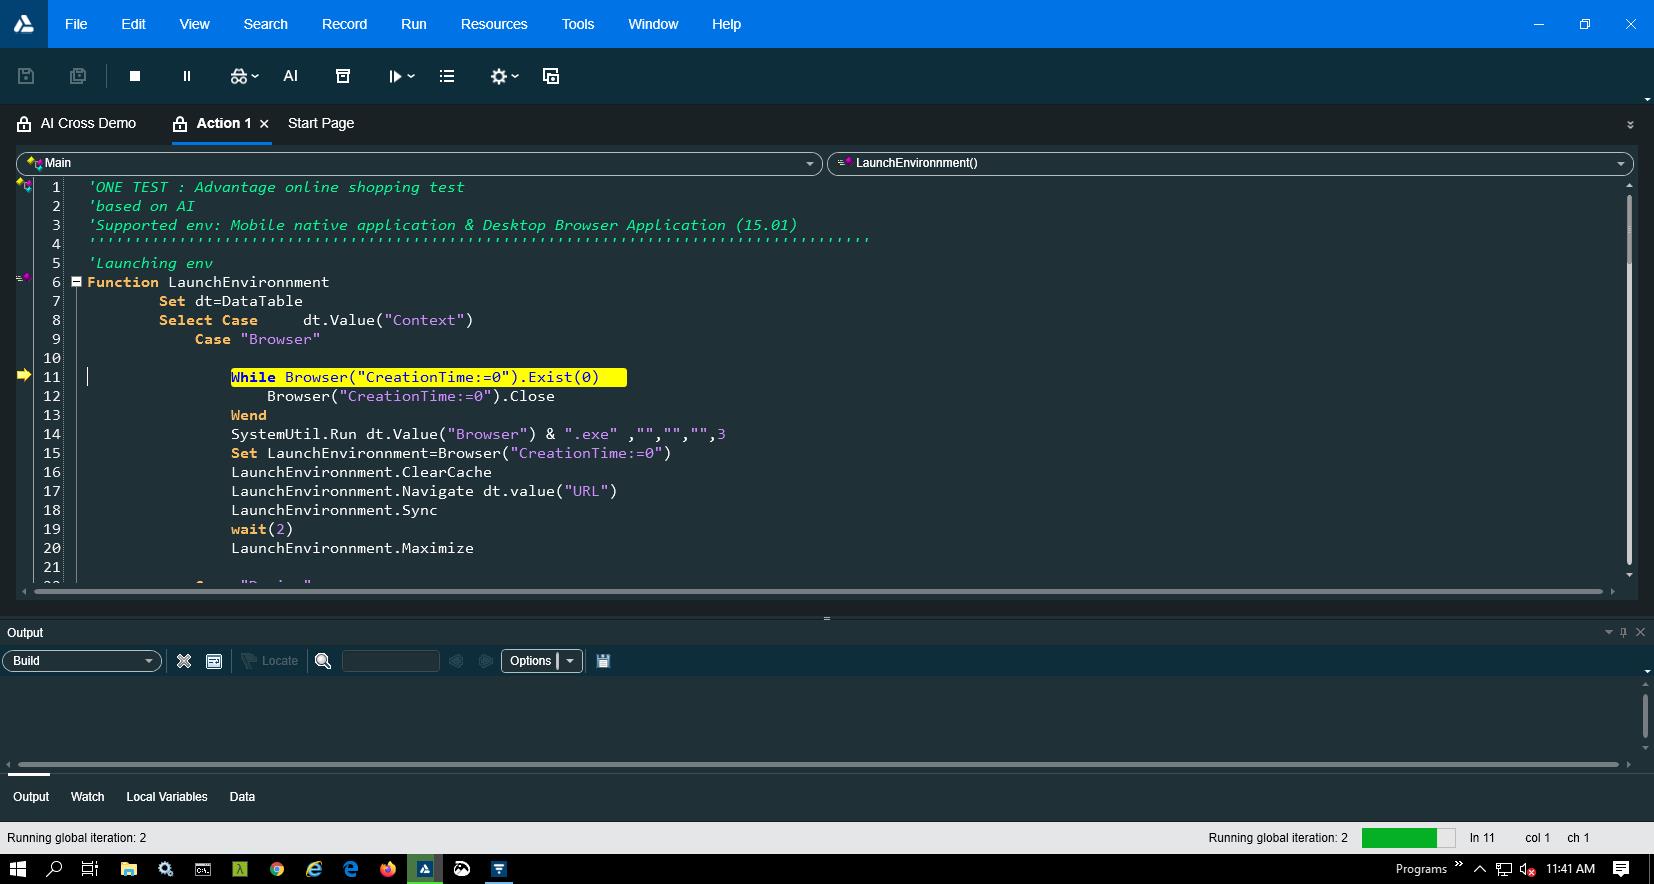 File Edit View Search Record Run Resources Tools Window Help
AI
AI Cross Demo Action 1 Start Page
Main LaunchEnvironnment()
1 'ONE TEST : Advantage online shopping test
2 'based on AI
3 'Supported env: Mobile native application & Desktop Browser Application (15.01)
4
5 'Launching env
6 Function LaunchEnvironnment
7 Set dt=DataTable
8 Select Case dt.Value("Context")
9 Case "Browser"
10
11 While Browser("CreationTime:=0").Exist(0)
12 Browser("CreationTime:=0").Close
13 Wend
14 SystemUtil.Run dt.Value("Browser") & ".exe" ,"","","",3
15 Set LaunchEnvironnment=Browser("CreationTime:=0")
16 LaunchEnvironnment.ClearCache
17 LaunchEnvironnment.Navigate dt.value("URL")
18 LaunchEnvironnment.Sync
19 wait(2)
20 LaunchEnvironnment.Maximize
21
Output
Build Locate Options
Output Watch Local Variables Data
Running global iteration: 2 Running global iteration: 2 ln 11 col 1 ch 1
Programs 11:41 AM